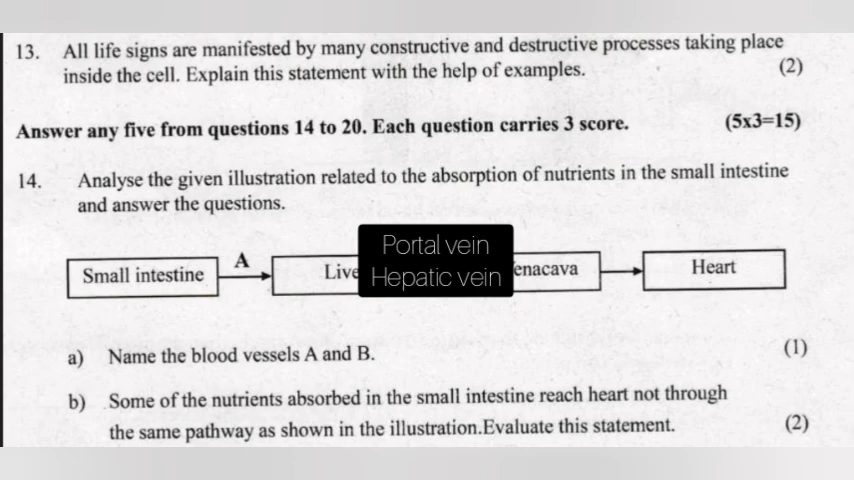 13. All life signs are manifested by many constructive and destructive processes taking place
inside the cell. Explain this statement with the help of examples. (2)
Answer any five from questions 14 to 20. Each question carries 3 score. (5x3=15)
14. Analyse the given illustration related to the absorption of nutrients in the small intestine
and answer the questions.
Portal vein
Hepatic vein
Small intestine A Live enacava Heart
a) Name the blood vessels A and B. (1)
b) Some of the nutrients absorbed in the small intestine reach heart not through
the same pathway as shown in the illustration.Evaluate this statement. (2)